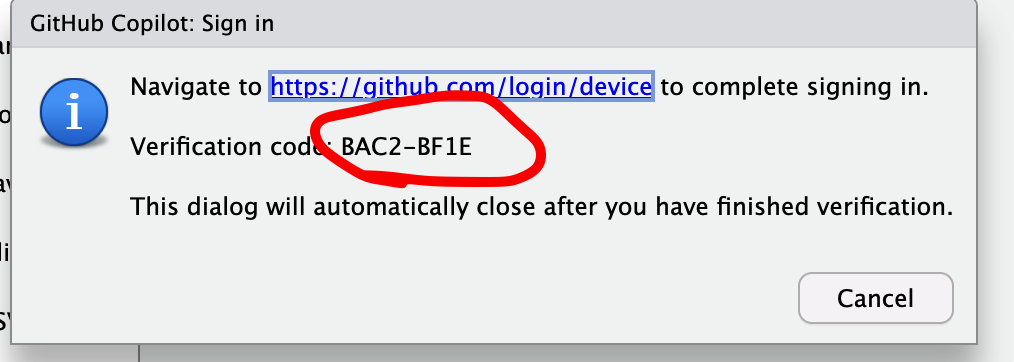 GitHub Copilot: Sign in
Navigate to https://github.com/login/device to complete signing in.
Verification code: BAC2-BF1E
This dialog will automatically close after you have finished verification.
Cancel